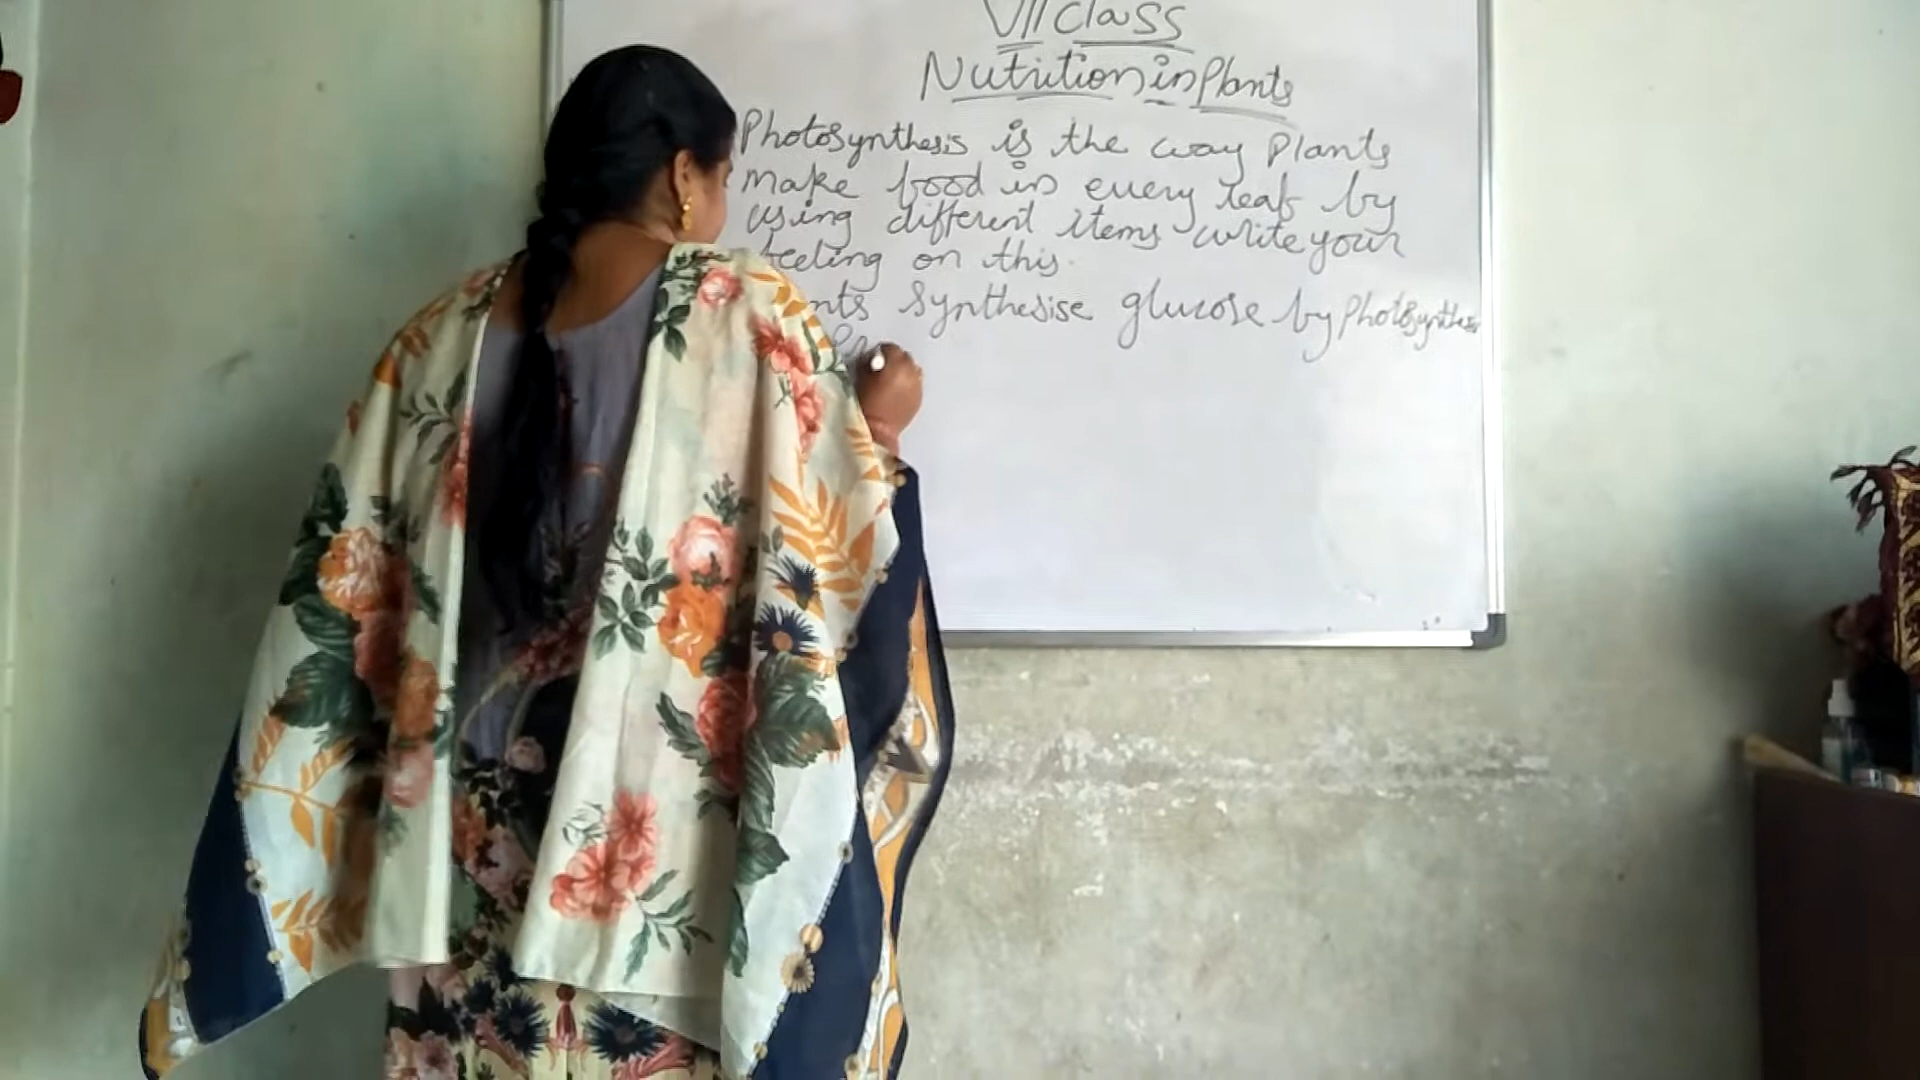 VII Class
Nutrition in Plants
Photosynthesis is the way Plants
make food in every leaf by
using different items write your
feeling on this.
synthesise glucose by Photosynthesis